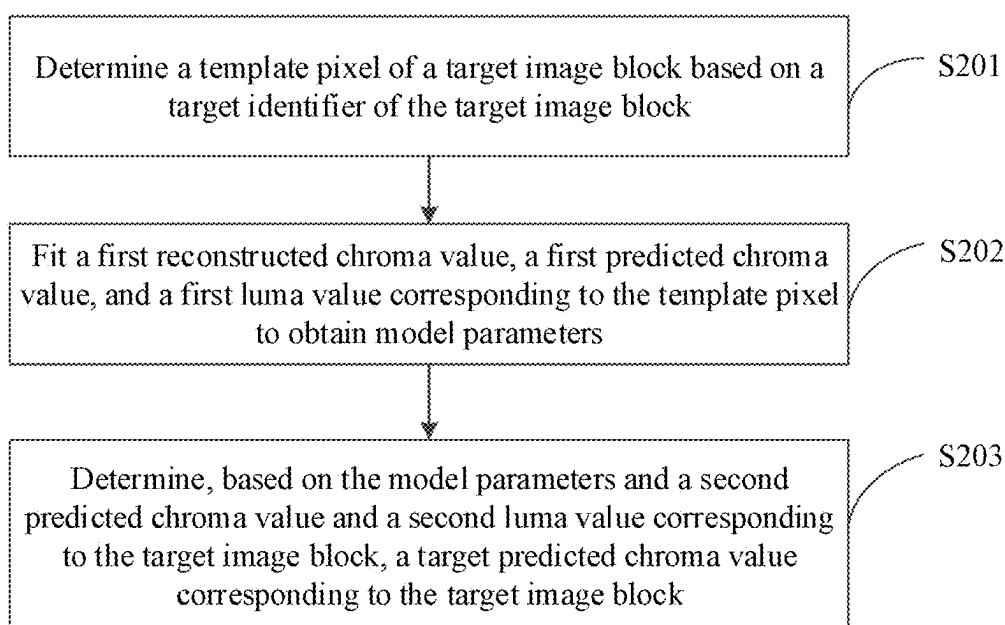 Determine a template pixel of a target image block based on a
target identifier of the target image block
S201
Fit a first reconstructed chroma value, a first predicted chroma
value, and a first luma value corresponding to the template pixel
to obtain model parameters
S202
Determine, based on the model parameters and a second
predicted chroma value and a second luma value corresponding
to the target image block, a target predicted chroma value
corresponding to the target image block
S203